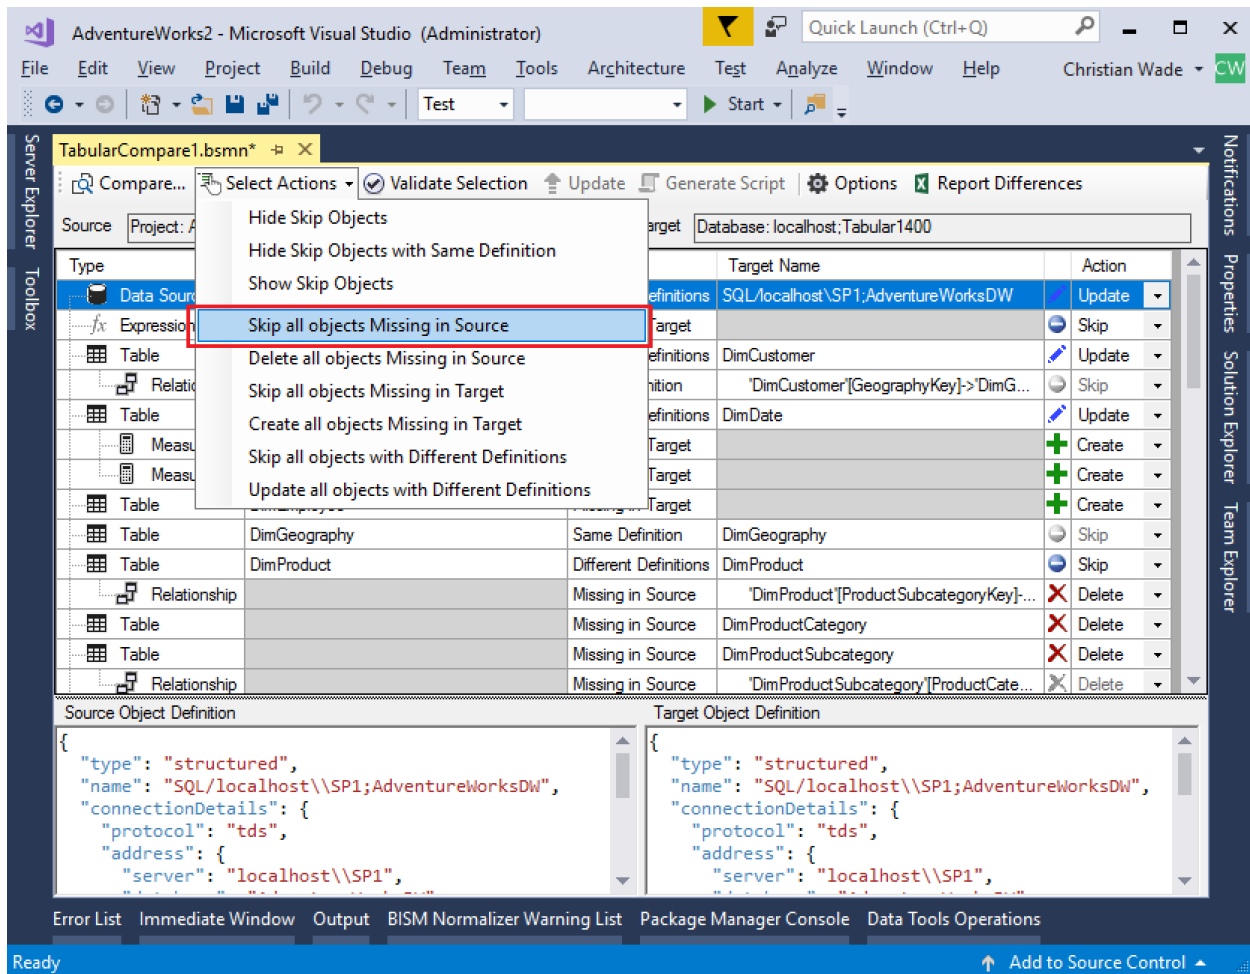 AdventureWorks2 - Microsoft Visual Studio (Administrator)
Quick Launch (Ctrl+Q)
File Edit View Project Build Debug Team Tools Architecture Test Analyze Window Help Christian Wade CW
Test Start
Server Explorer
Toolbox
Notifications
Properties
Solution Explorer
Team Explorer
TabularCompare1.bsmn*
Compare... Select Actions Validate Selection Update Generate Script Options Report Differences
Source Project: Database: localhost;Tabular1400
Hide Skip Objects
Hide Skip Objects with Same Definition
Show Skip Objects
Skip all objects Missing in Source
Delete all objects Missing in Source
Skip all objects Missing in Target
Create all objects Missing in Target
Skip all objects with Different Definitions
Update all objects with Different Definitions
Type Target Name Action
Data Sour efinitions SQL/localhost\SP1;AdventureWorksDW Update
Expression Target Skip
Table efinitions DimCustomer Update
Relatio nition 'DimCustomer'[GeographyKey]->'DimG... Skip
Table efinitions DimDate Update
Measu Target Create
Measu Target Create
Table Target Create
Table DimGeography Same Definition DimGeography Skip
Table DimProduct Different Definitions DimProduct Skip
Relationship Missing in Source 'DimProduct'[ProductSubcategoryKey]-... Delete
Table Missing in Source DimProductCategory Delete
Table Missing in Source DimProductSubcategory Delete
Relationship Missing in Source 'DimProductSubcategory'[ProductCate... Delete
Source Object Definition Target Object Definition
{ {
"type": "structured", "type": "structured",
"name": "SQL/localhost\\SP1;AdventureWorksDW", "name": "SQL/localhost\\SP1;AdventureWorksDW",
"connectionDetails": { "connectionDetails": {
"protocol": "tds", "protocol": "tds",
"address": { "address": {
"server": "localhost\\SP1", "server": "localhost\\SP1",
Error List Immediate Window Output BISM Normalizer Warning List Package Manager Console Data Tools Operations
Ready Add to Source Control